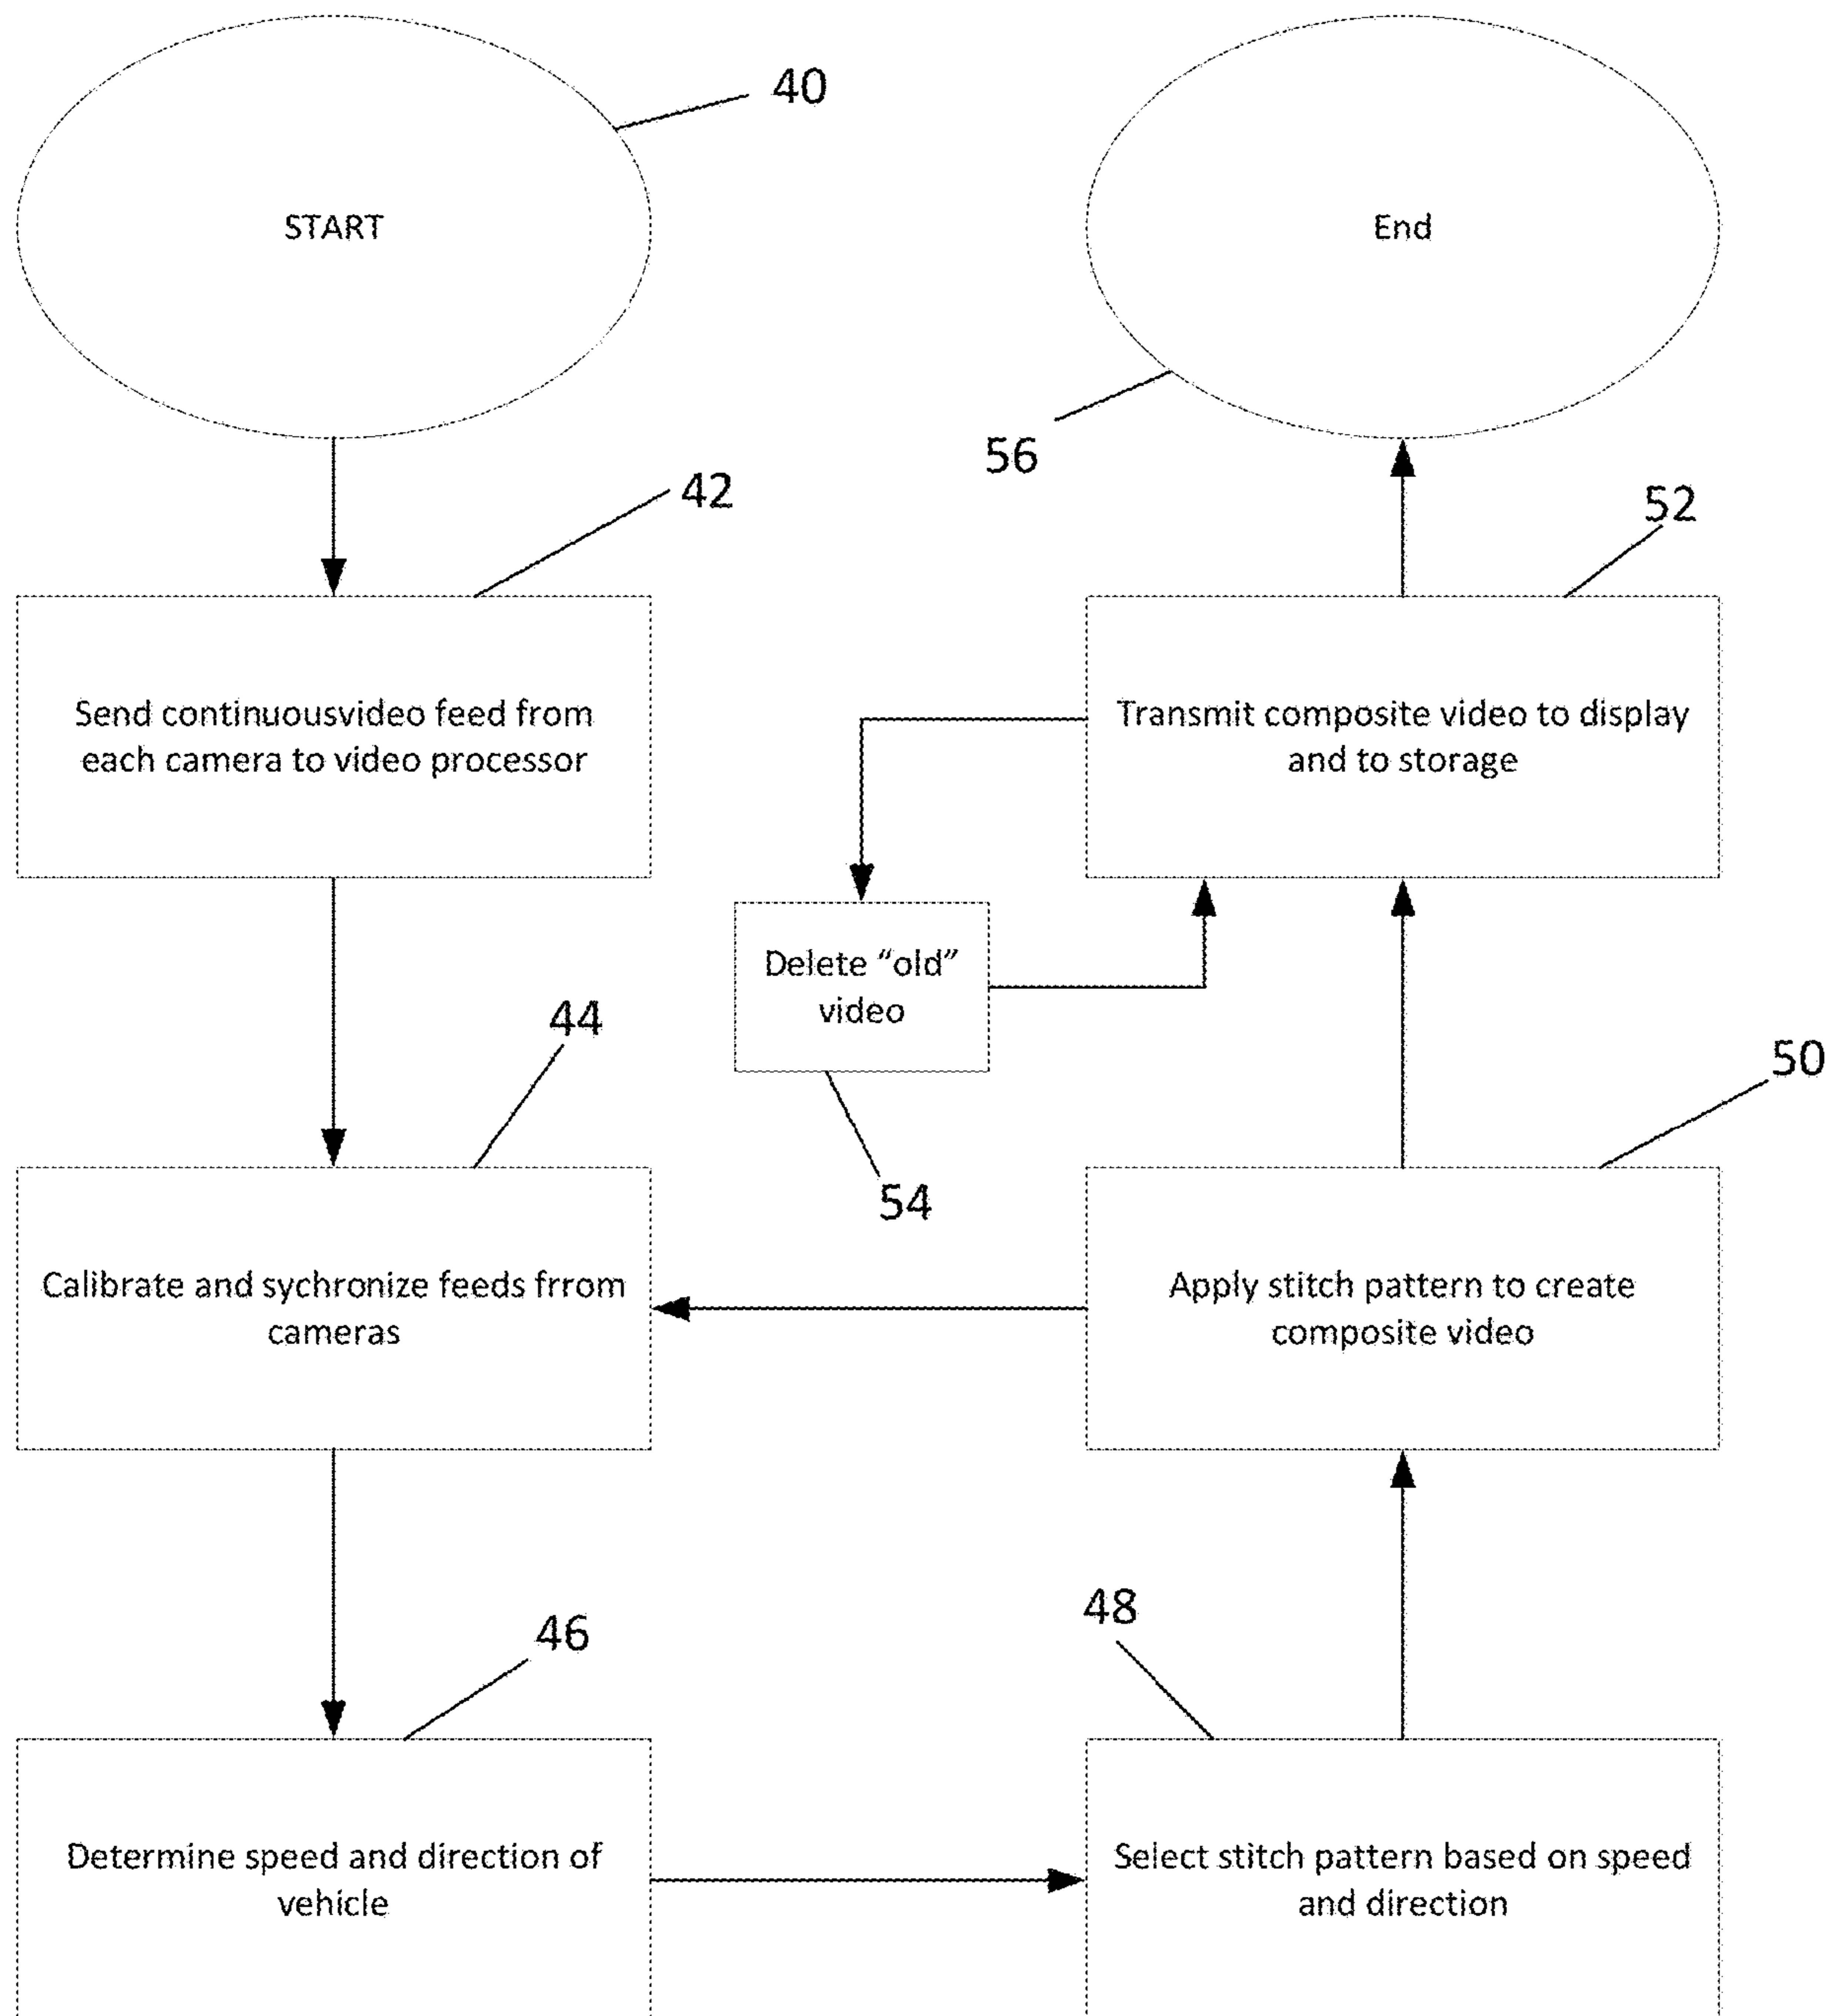 40
START
42
Send continuousvideo feed from
each camera to video processor
44
Calibrate and sychronize feeds frrom
cameras
46
Determine speed and direction of
vehicle
48
Select stitch pattern based on speed
and direction
50
Apply stitch pattern to create
composite video
52
Transmit composite video to display
and to storage
Delete “old”
video
54
End
56